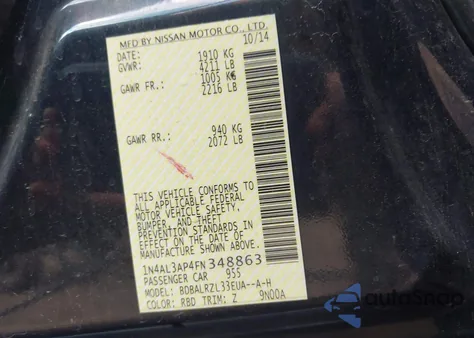 MFD BY NISSAN MOTOR CO., LTD.
DATE: 10/14
GVWR: 1910 KG
4211 LB
GAWR FR.: 1005 KG
2216 LB
GAWR RR.: 940 KG
2072 LB
THIS VEHICLE CONFORMS TO
ALL APPLICABLE FEDERAL
MOTOR VEHICLE SAFETY,
BUMPER, AND THEFT
PREVENTION STANDARDS IN
EFFECT ON THE DATE OF
MANUFACTURE SHOWN ABOVE.
1N4AL3AP4FN348863
PASSENGER CAR 955
MODEL: BDBALRZL33EUA--A-H
COLOR: RBD TRIM: Z 9N00A
autoSnap